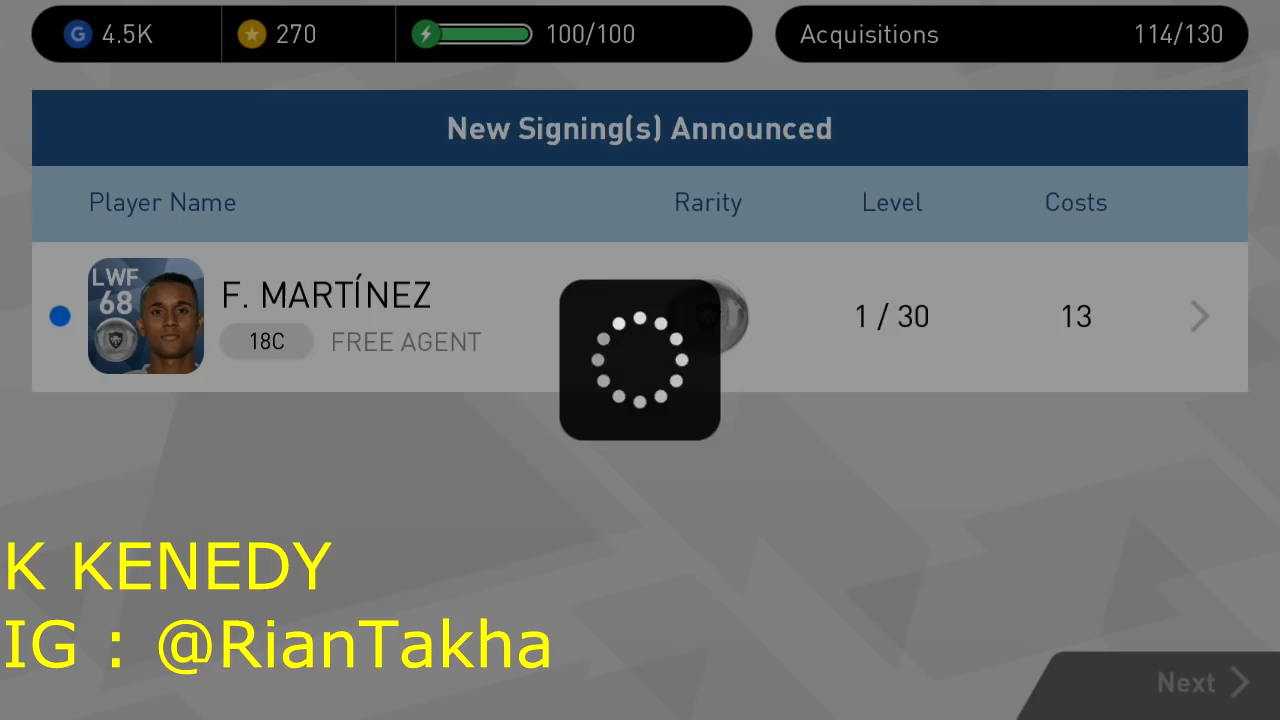 4.5K 270 100/100 Acquisitions 114/130
New Signing(s) Announced
Player Name Rarity Level Costs
LWF
68
F. MARTÍNEZ
18C FREE AGENT
1 / 30 13
K KENEDY
IG : @RianTakha
Next